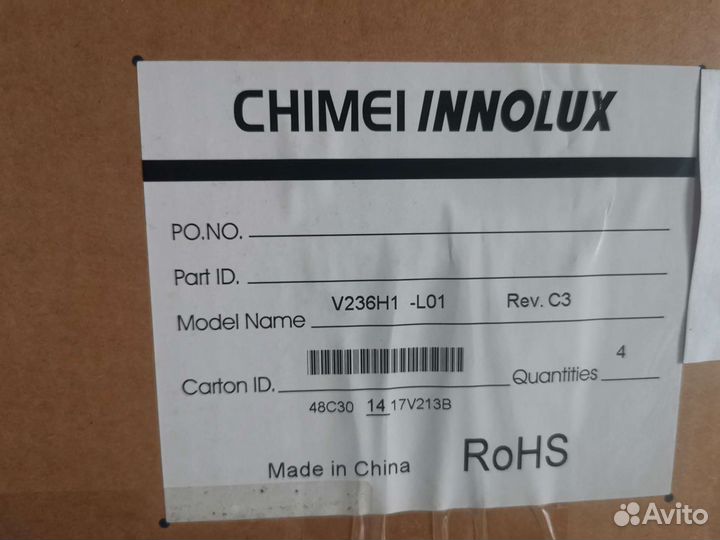 CHIMEI INNOLUX
PO.NO.
Part ID.
Model Name V236H1 -L01 Rev. C3
Carton ID. Quantities 4
48C30 14 17V213B
Made in China RoHS
Avito